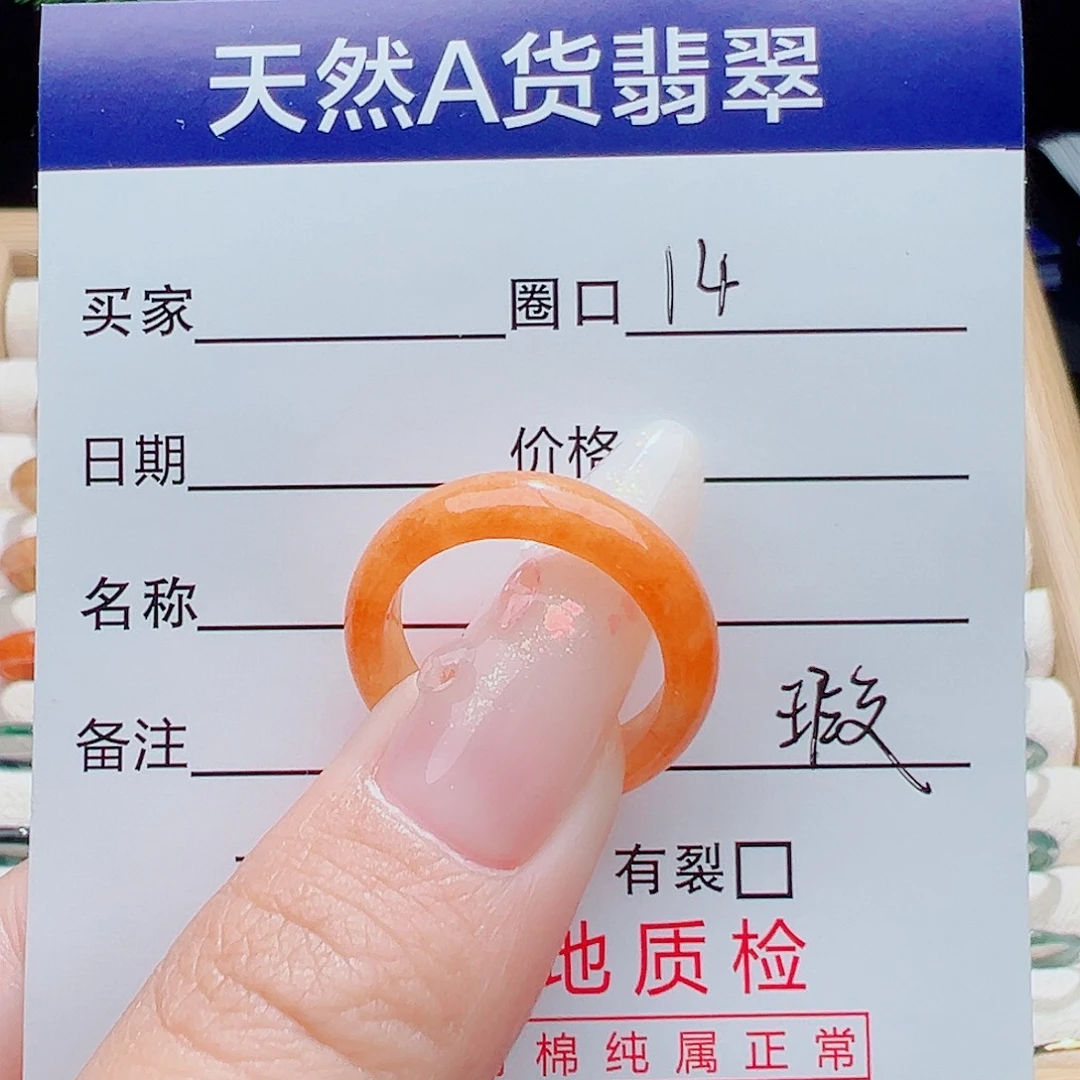 天然A货翡翠
买家 圈口 14
日期 价格
名称
备注 瑕
有裂
地质检
棉纯属正常